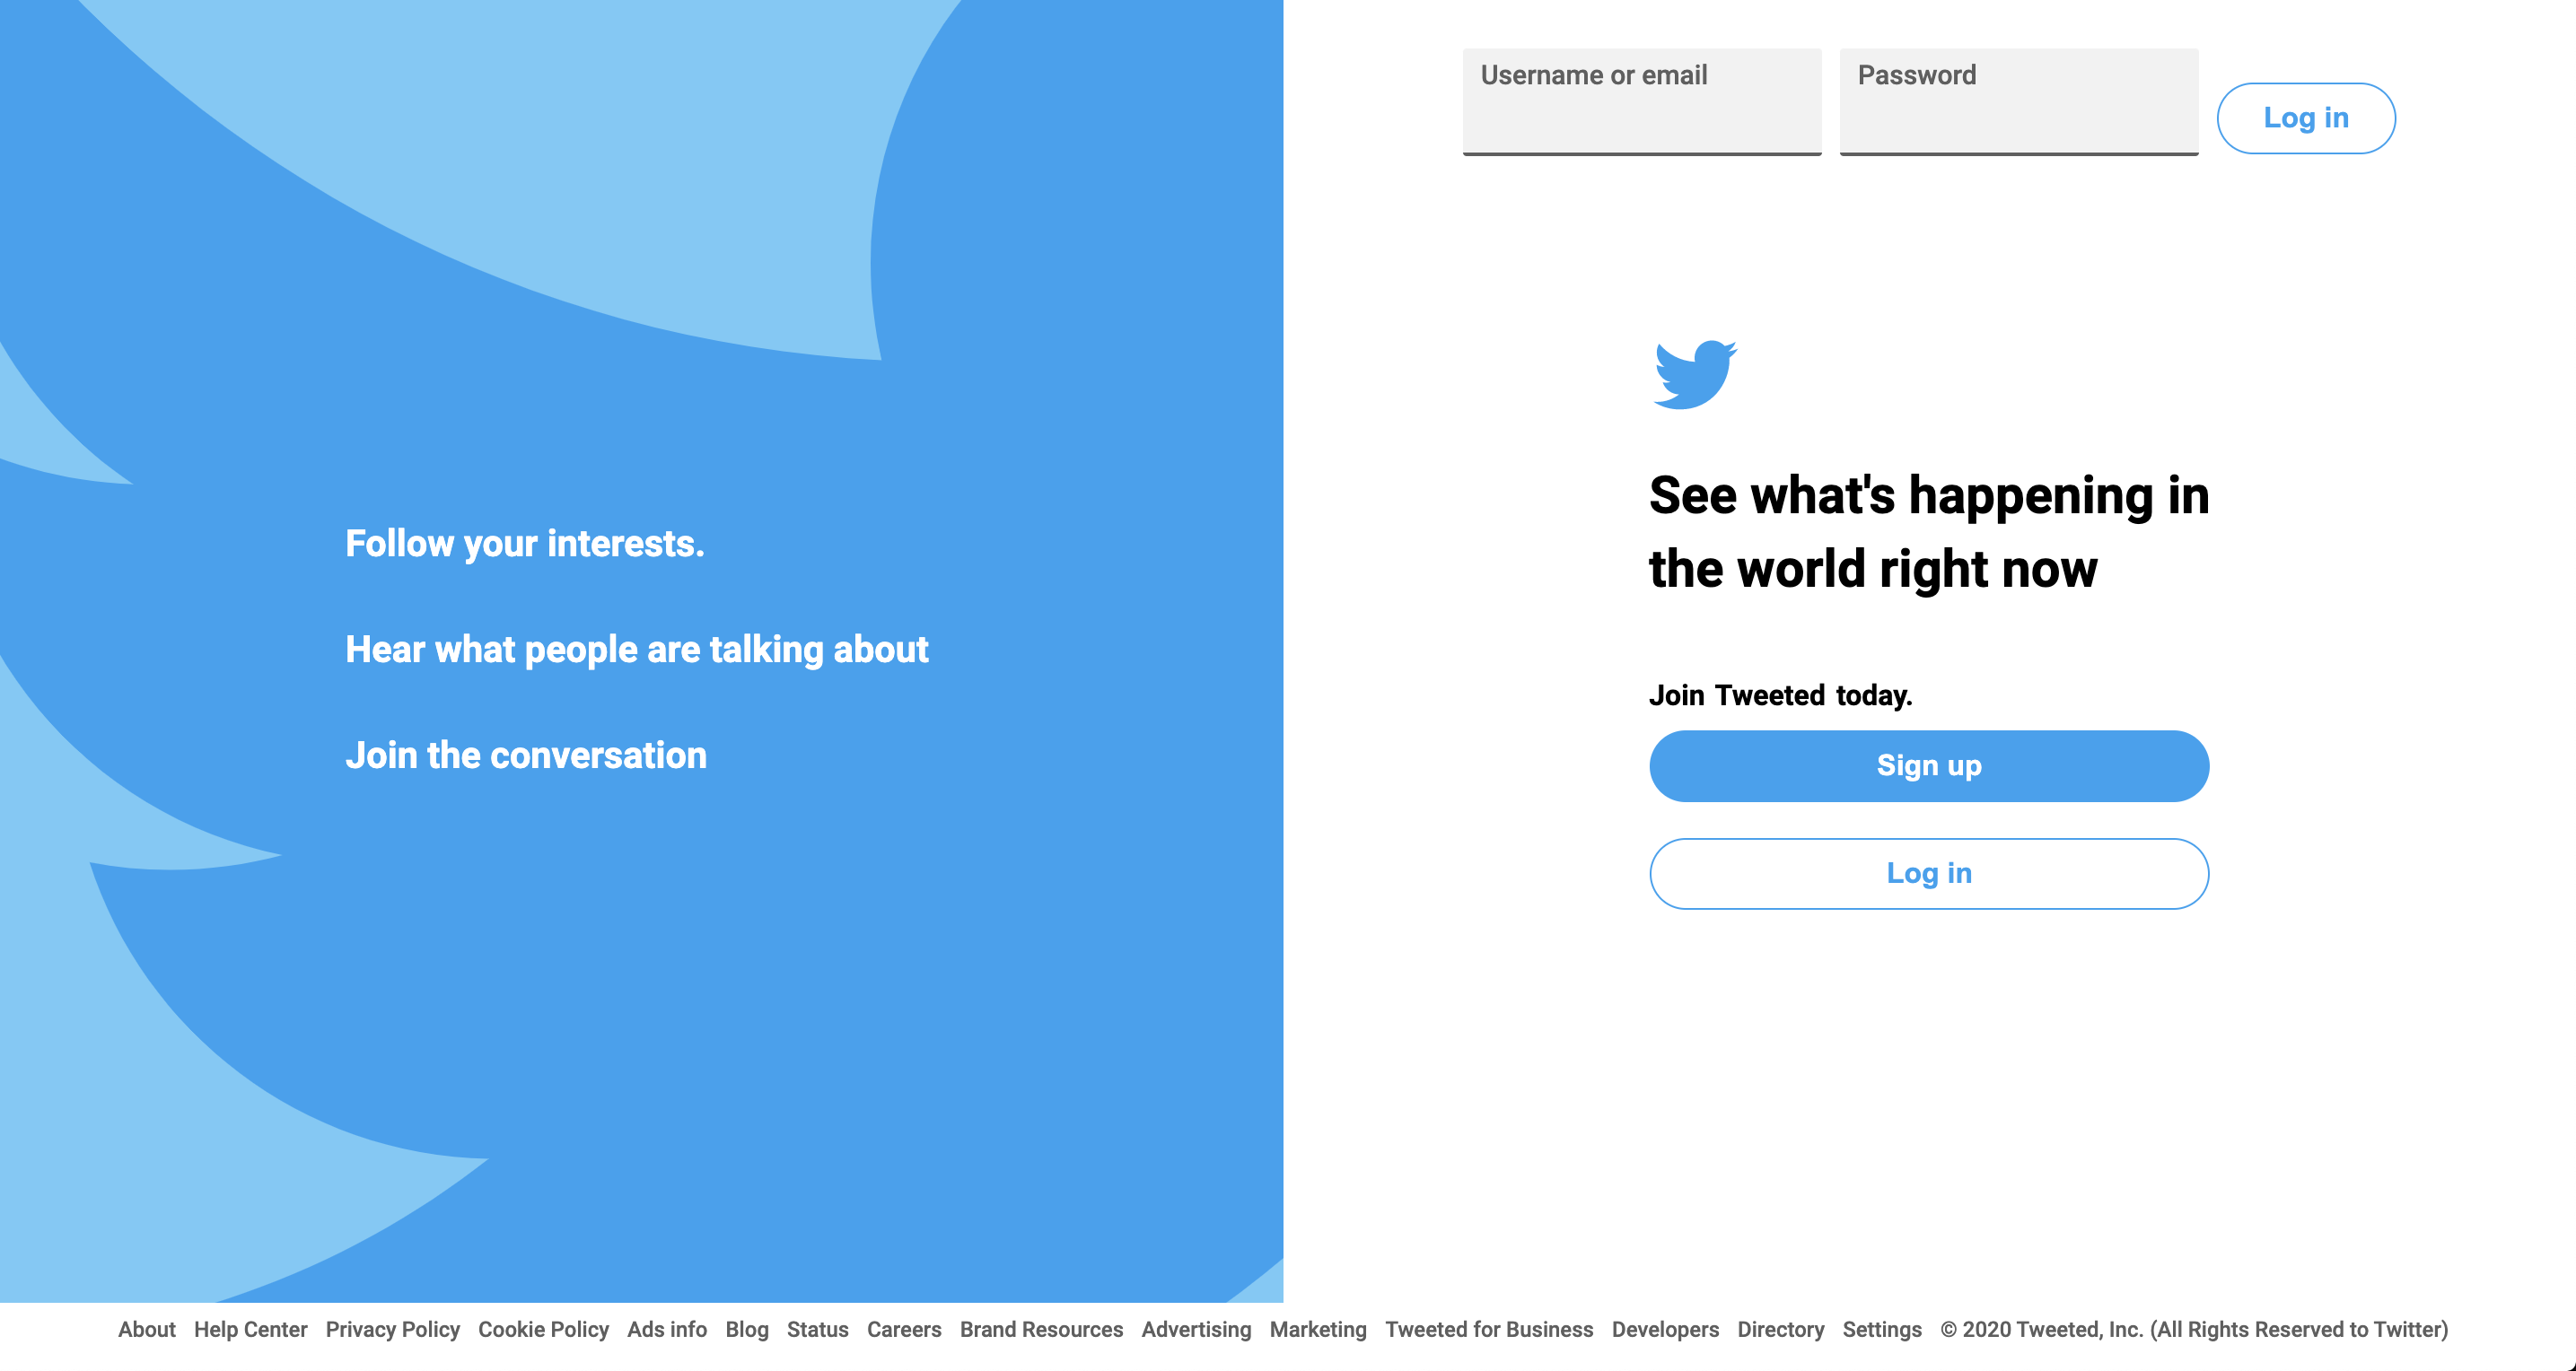 Username or email
Password
Log in
Follow your interests.
Hear what people are talking about
Join the conversation
See what's happening in
the world right now
Join Tweeted today.
Sign up
Log in
About Help Center Privacy Policy Cookie Policy Ads info Blog Status Careers Brand Resources Advertising Marketing Tweeted for Business Developers Directory Settings © 2020 Tweeted, Inc. (All Rights Reserved to Twitter)